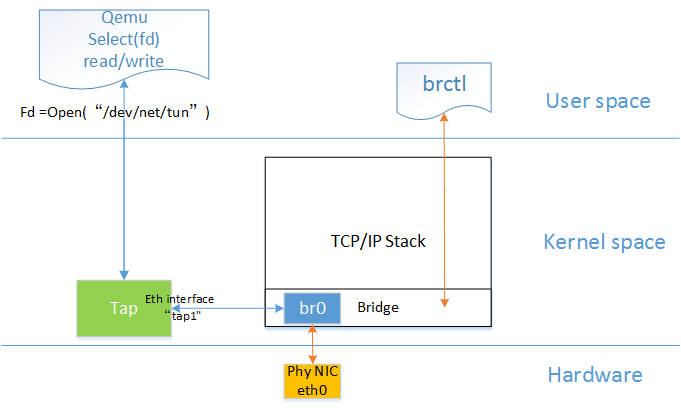 Qemu
Select(fd)
read/write
brctl
User space
Fd =Open(“/dev/net/tun”)
TCP/IP Stack
Kernel space
Tap
Eth interface
“tap1"
br0
Bridge
Phy NIC
eth0
Hardware